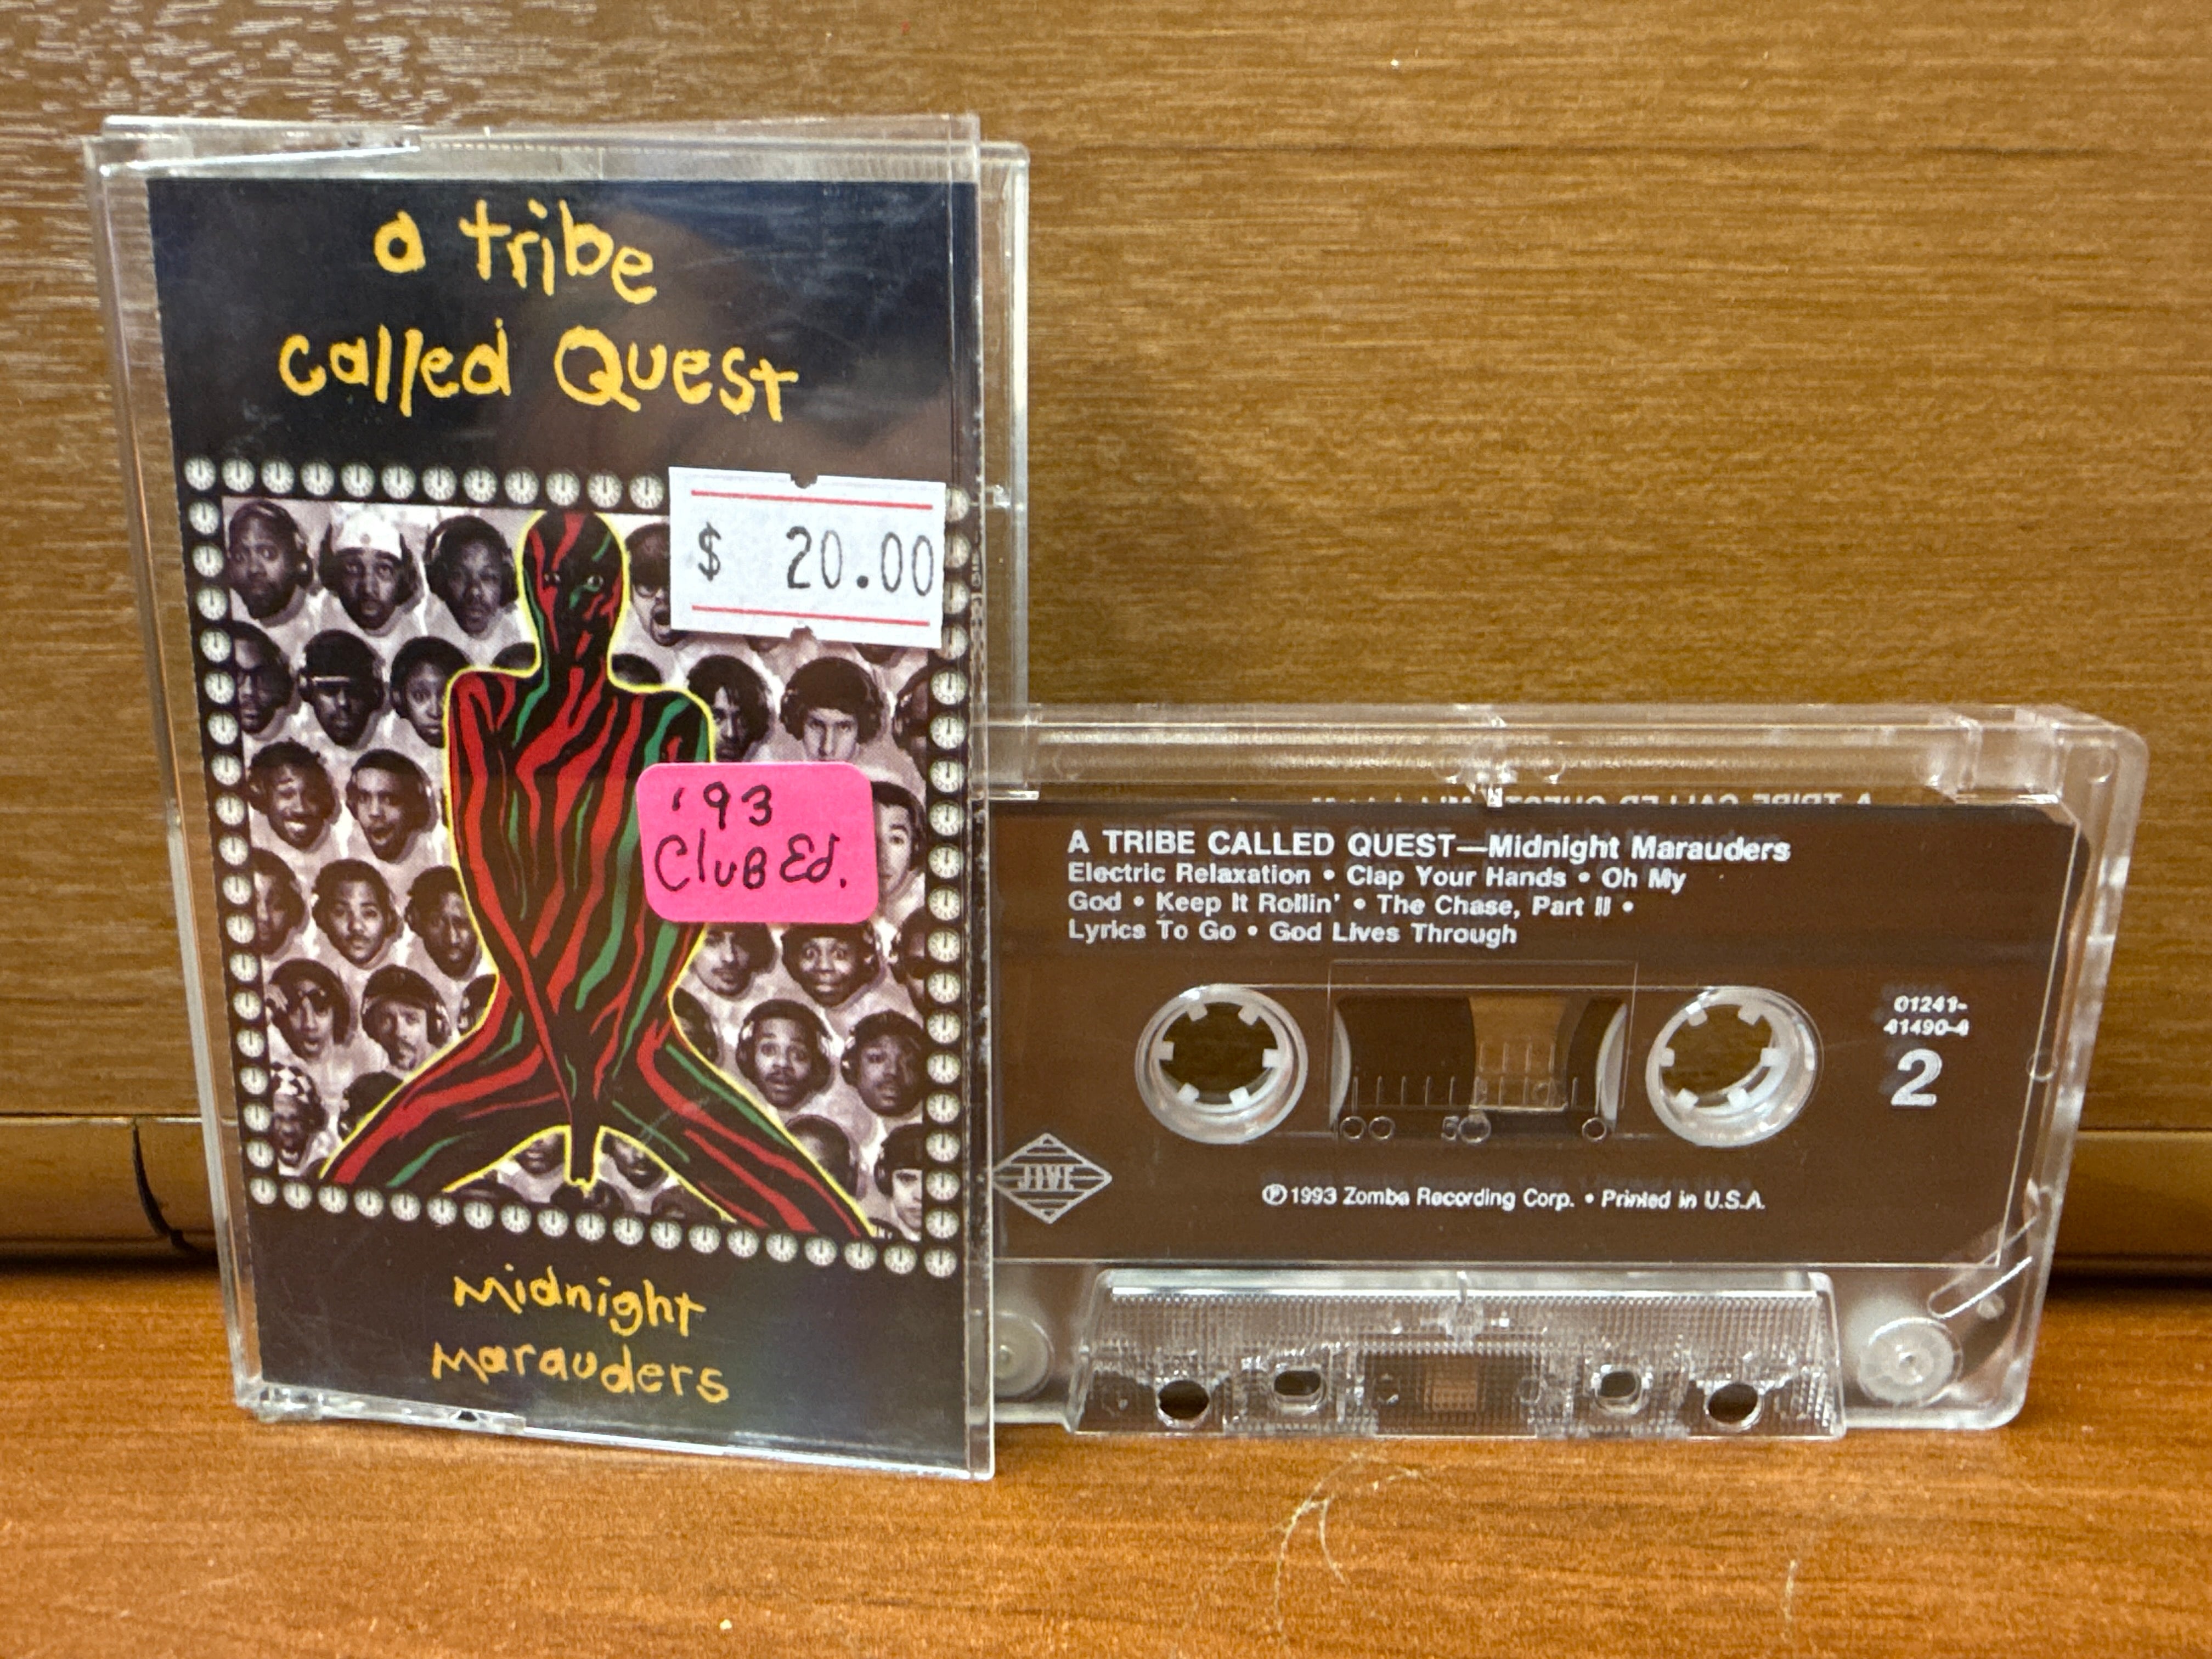 a tribe
called Quest
$ 20.00
'93
Club Ed.
Midnight
Marauders
A TRIBE CALLED QUEST—Midnight Marauders
Electric Relaxation • Clap Your Hands • Oh My
God • Keep It Rollin' • The Chase, Part II •
Lyrics To Go • God Lives Through
01241-
41490-4
2
50
JIVE
℗1993 Zomba Recording Corp. • Printed in U.S.A.